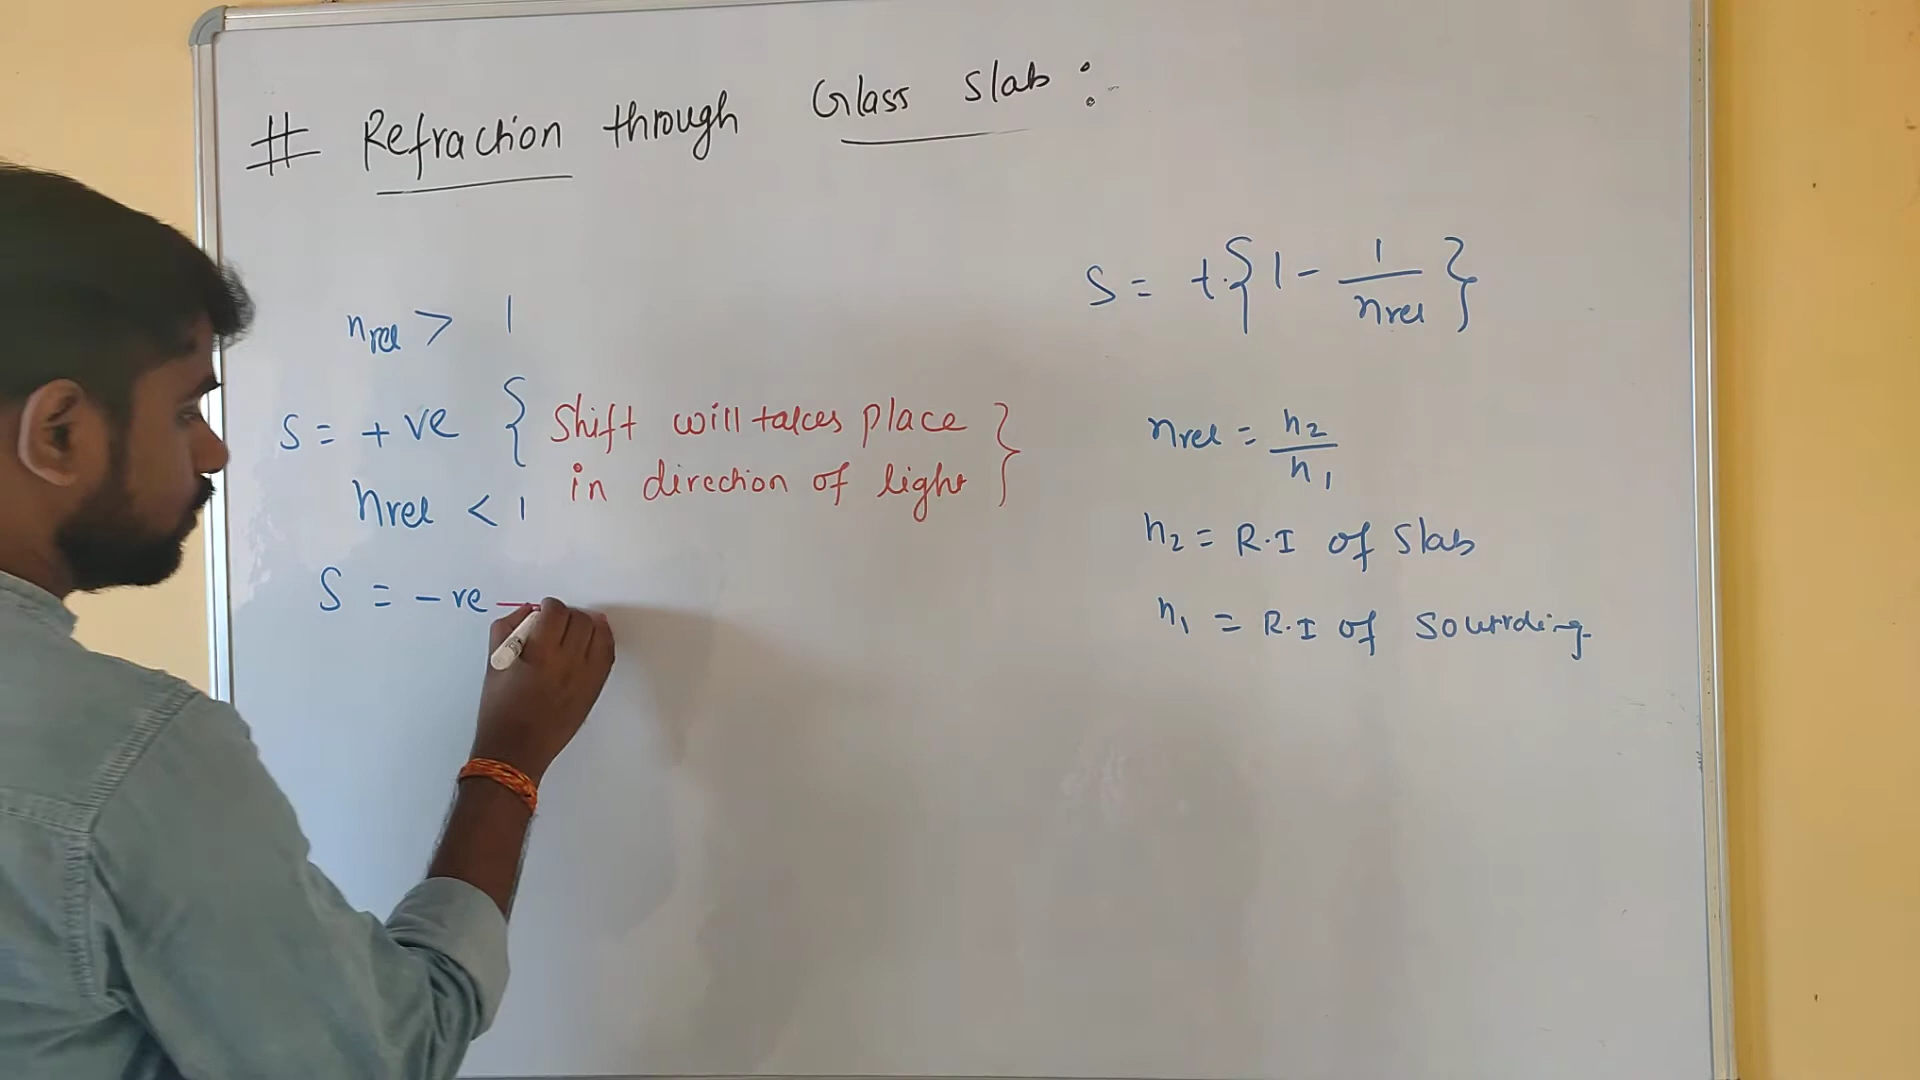 # Refraction through Glass Slab :
nrel > 1
S = + ve { Shift will takes place
in direction of light }
nrel < 1
S = - ve
S = t.{ 1 - 1/nrel }
nrel = n2/n1
n2 = R.I of Slab
n1 = R.I of Sourrding